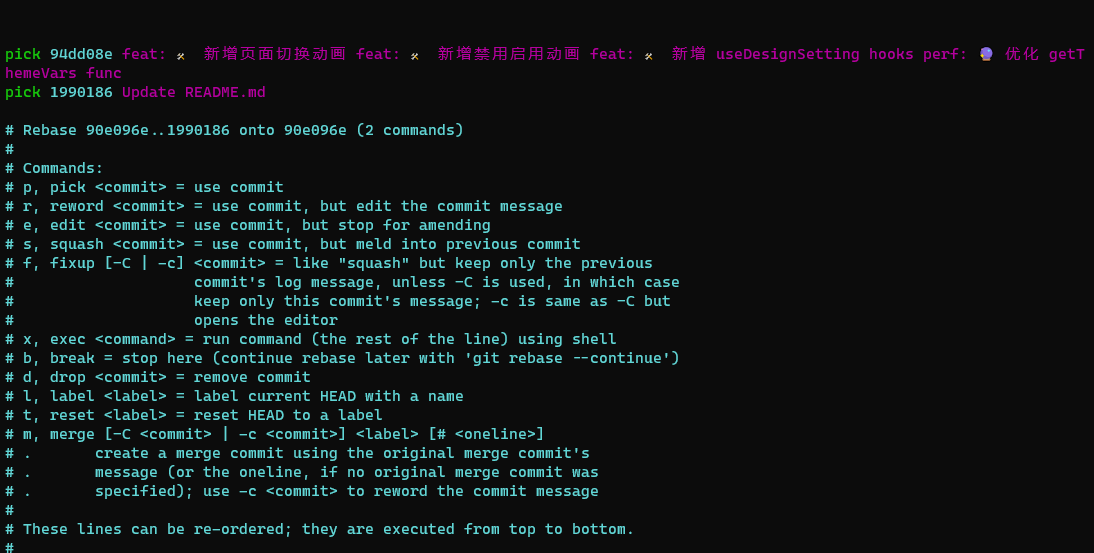 pick 94dd08e feat: ⚒️ 新增页面切换动画 feat: ⚒️ 新增禁用启用动画 feat: ⚒️ 新增 useDesignSetting hooks perf: 🔮 优化 getT
hemeVars func
pick 1990186 Update README.md

# Rebase 90e096e..1990186 onto 90e096e (2 commands)
#
# Commands:
# p, pick <commit> = use commit
# r, reword <commit> = use commit, but edit the commit message
# e, edit <commit> = use commit, but stop for amending
# s, squash <commit> = use commit, but meld into previous commit
# f, fixup [-C | -c] <commit> = like "squash" but keep only the previous
#                    commit's log message, unless -C is used, in which case
#                    keep only this commit's message; -c is same as -C but
#                    opens the editor
# x, exec <command> = run command (the rest of the line) using shell
# b, break = stop here (continue rebase later with 'git rebase --continue')
# d, drop <commit> = remove commit
# l, label <label> = label current HEAD with a name
# t, reset <label> = reset HEAD to a label
# m, merge [-C <commit> | -c <commit>] <label> [# <oneline>]
# .       create a merge commit using the original merge commit's
# .       message (or the oneline, if no original merge commit was
# .       specified); use -c <commit> to reword the commit message
#
# These lines can be re-ordered; they are executed from top to bottom.
#